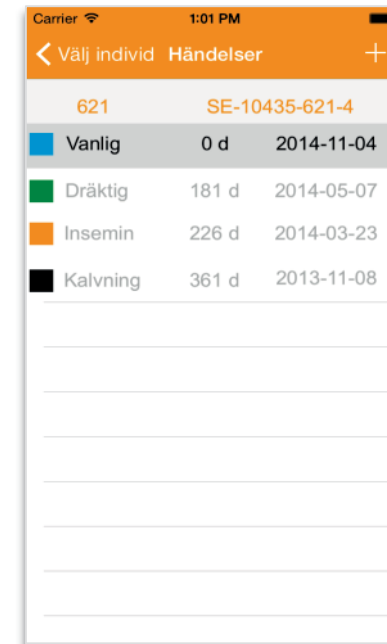 Carrier 1:01 PM
Välj individ Händelser +
621 SE-10435-621-4
Vanlig 0 d 2014-11-04
Dräktig 181 d 2014-05-07
Insemin 226 d 2014-03-23
Kalvning 361 d 2013-11-08